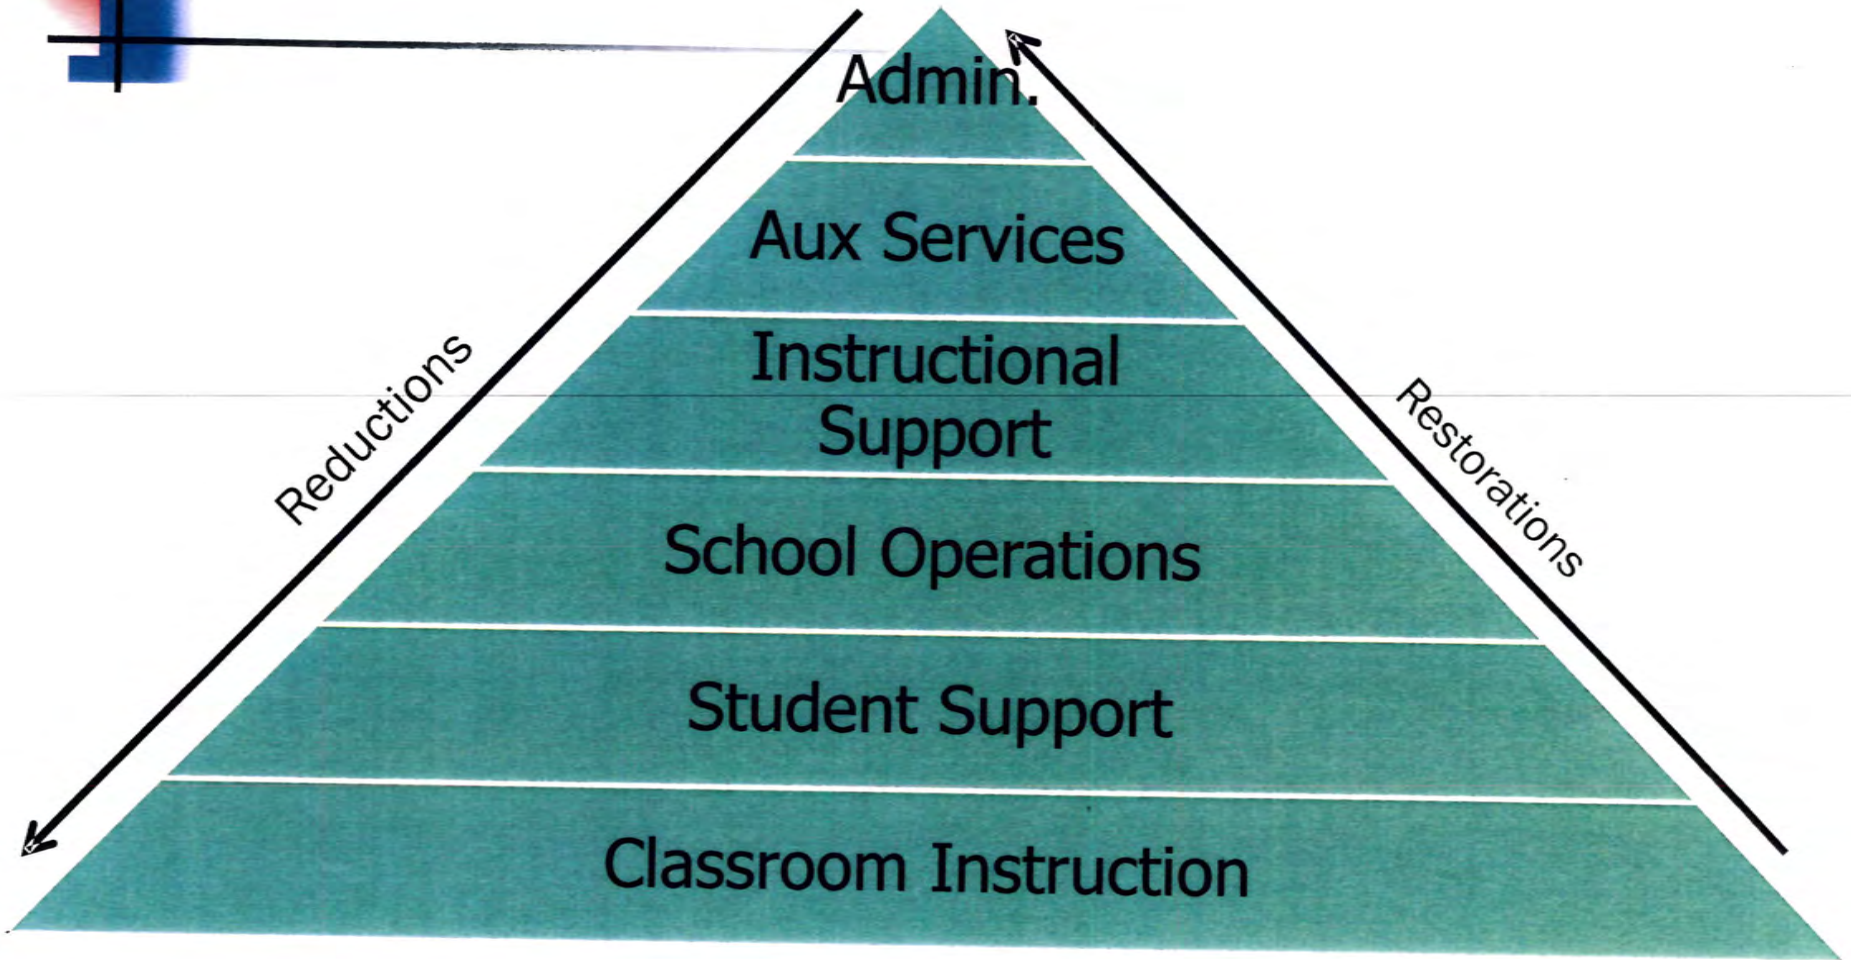 Admin.
Aux Services
Instructional
Support
School Operations
Student Support
Classroom Instruction
Reductions
Restorations